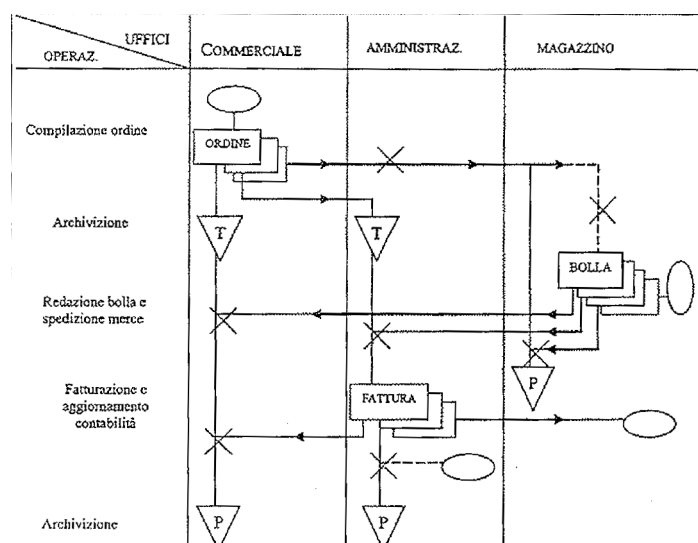 UFFICI
OPERAZ.
COMMERCIALE
AMMINISTRAZ.
MAGAZZINO
Compilazione ordine
ORDINE
Archivizione
T
T
BOLLA
Redazione bolla e
spedizione merce
P
Fatturazione e
aggiornamento
contabilità
FATTURA
Archivizione
P
P